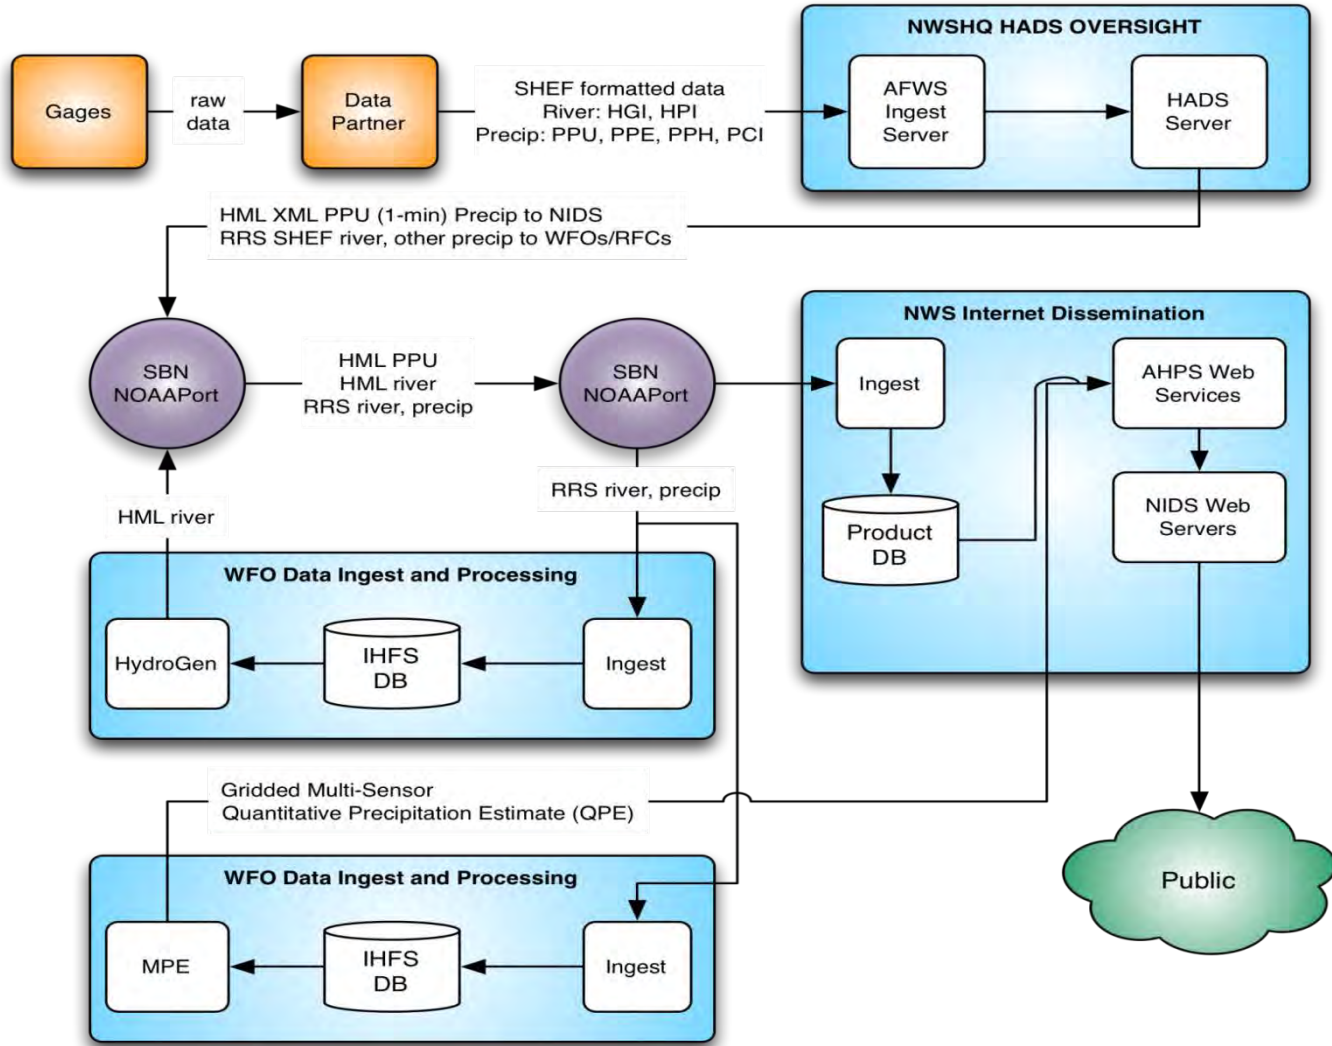 NWSHQ HADS OVERSIGHT
Gages
raw
data
Data
Partner
SHEF formatted data
River: HGI, HPI
Precip: PPU, PPE, PPH, PCI
AFWS
Ingest
Server
HADS
Server
HML XML PPU (1-min) Precip to NIDS
RRS SHEF river, other precip to WFOs/RFCs
SBN
NOAAPort
HML PPU
HML river
RRS river, precip
SBN
NOAAPort
NWS Internet Dissemination
Ingest
AHPS Web
Services
Product
DB
NIDS Web
Servers
RRS river, precip
HML river
WFO Data Ingest and Processing
HydroGen
IHFS
DB
Ingest
Gridded Multi-Sensor
Quantitative Precipitation Estimate (QPE)
WFO Data Ingest and Processing
MPE
IHFS
DB
Ingest
Public